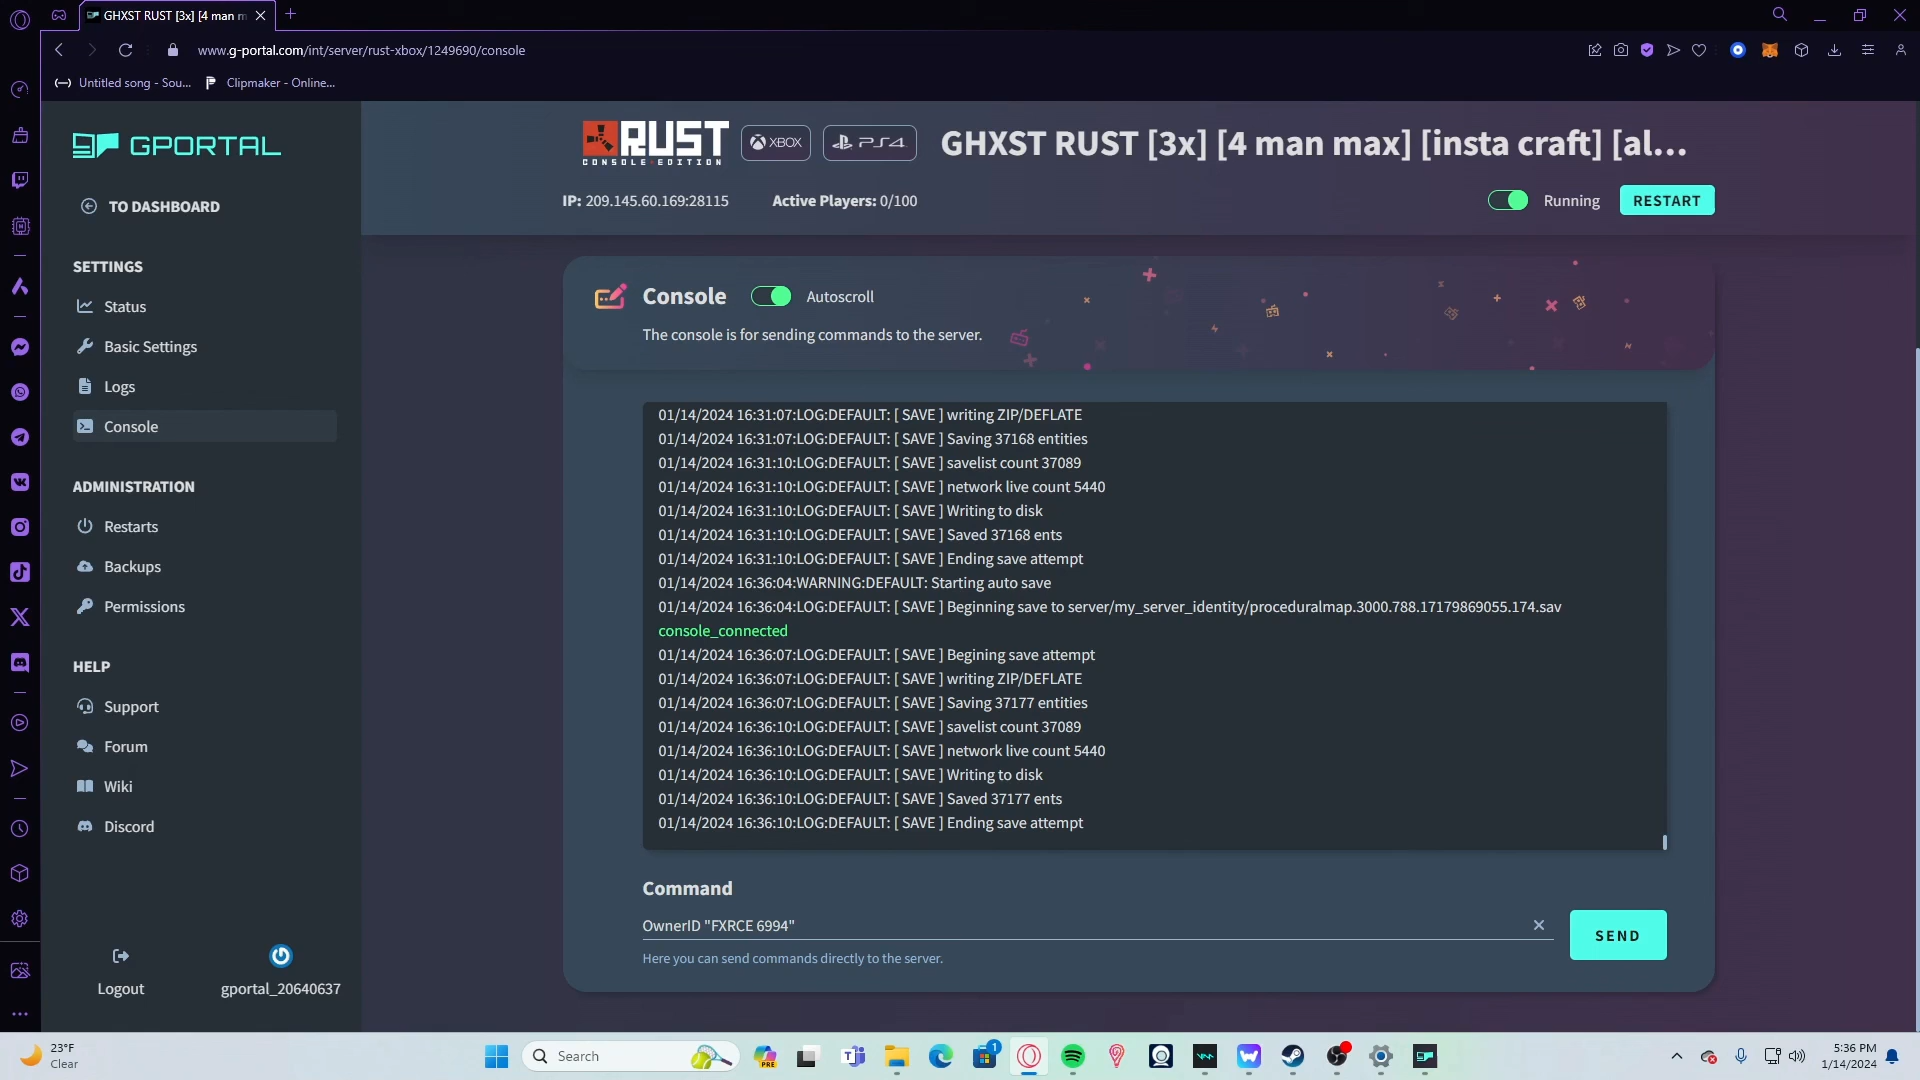 GHXST RUST [3x] [4 man m
www.g-portal.com/int/server/rust-xbox/1249690/console
Untitled song - Sou...
Clipmaker - Online...
GPORTAL
TO DASHBOARD
SETTINGS
Status
Basic Settings
Logs
Console
ADMINISTRATION
Restarts
Backups
Permissions
HELP
Support
Forum
Wiki
Discord
Logout
gportal_20640637
RUST
CONSOLE EDITION
XBOX
PS4
GHXST RUST [3x] [4 man max] [insta craft] [al...
IP: 209.145.60.169:28115
Active Players: 0/100
Running
RESTART
Console
Autoscroll
The console is for sending commands to the server.
01/14/2024 16:31:07:LOG:DEFAULT: [ SAVE ] writing ZIP/DEFLATE
01/14/2024 16:31:07:LOG:DEFAULT: [ SAVE ] Saving 37168 entities
01/14/2024 16:31:10:LOG:DEFAULT: [ SAVE ] savelist count 37089
01/14/2024 16:31:10:LOG:DEFAULT: [ SAVE ] network live count 5440
01/14/2024 16:31:10:LOG:DEFAULT: [ SAVE ] Writing to disk
01/14/2024 16:31:10:LOG:DEFAULT: [ SAVE ] Saved 37168 ents
01/14/2024 16:31:10:LOG:DEFAULT: [ SAVE ] Ending save attempt
01/14/2024 16:36:04:WARNING:DEFAULT: Starting auto save
01/14/2024 16:36:04:LOG:DEFAULT: [ SAVE ] Beginning save to server/my_server_identity/proceduralmap.3000.788.17179869055.174.sav
console_connected
01/14/2024 16:36:07:LOG:DEFAULT: [ SAVE ] Begining save attempt
01/14/2024 16:36:07:LOG:DEFAULT: [ SAVE ] writing ZIP/DEFLATE
01/14/2024 16:36:07:LOG:DEFAULT: [ SAVE ] Saving 37177 entities
01/14/2024 16:36:10:LOG:DEFAULT: [ SAVE ] savelist count 37089
01/14/2024 16:36:10:LOG:DEFAULT: [ SAVE ] network live count 5440
01/14/2024 16:36:10:LOG:DEFAULT: [ SAVE ] Writing to disk
01/14/2024 16:36:10:LOG:DEFAULT: [ SAVE ] Saved 37177 ents
01/14/2024 16:36:10:LOG:DEFAULT: [ SAVE ] Ending save attempt
Command
OwnerID "FXRCE 6994"
SEND
Here you can send commands directly to the server.
23°F
Clear
Search
PRE
1
5:36 PM
1/14/2024